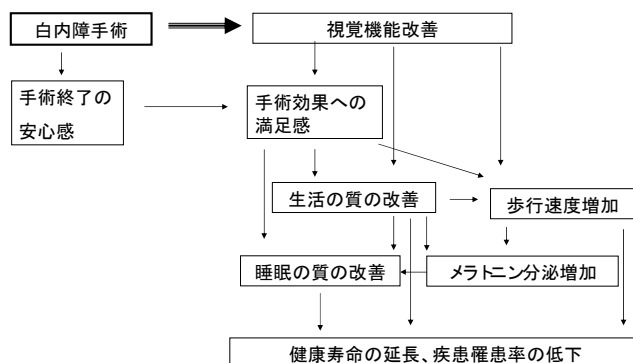 白内障手術
視覚機能改善
手術終了の
安心感
手術効果への
満足感
生活の質の改善
歩行速度増加
睡眠の質の改善
メラトニン分泌増加
健康寿命の延長、疾患罹患率の低下